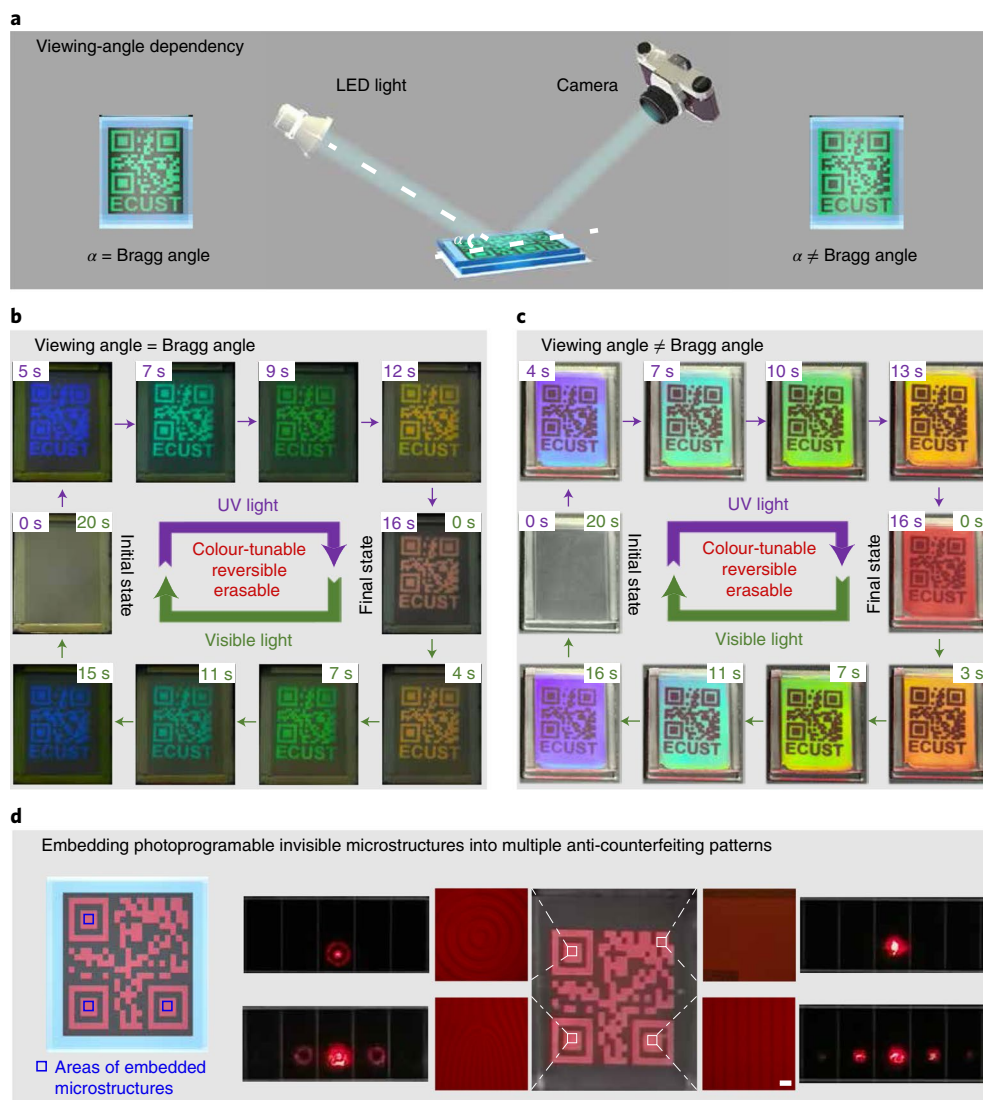 a
Viewing-angle dependency
LED light
Camera
ECUST
α
ECUST
α = Bragg angle
α ≠ Bragg angle
b
Viewing angle = Bragg angle
5 s
7 s
9 s
12 s
ECUST
ECUST
ECUST
ECUST
UV light
0 s
20 s
Initial state
Colour-tunable
reversible
erasable
Final state
16 s
0 s
ECUST
Visible light
15 s
11 s
7 s
4 s
ECUST
ECUST
ECUST
ECUST
c
Viewing angle ≠ Bragg angle
4 s
7 s
10 s
13 s
ECUST
ECUST
ECUST
ECUST
UV light
0 s
20 s
Initial state
Colour-tunable
reversible
erasable
Final state
16 s
0 s
ECUST
Visible light
16 s
11 s
7 s
3 s
ECUST
ECUST
ECUST
ECUST
d
Embedding photoprogramable invisible microstructures into multiple anti-counterfeiting patterns
Areas of embedded
microstructures